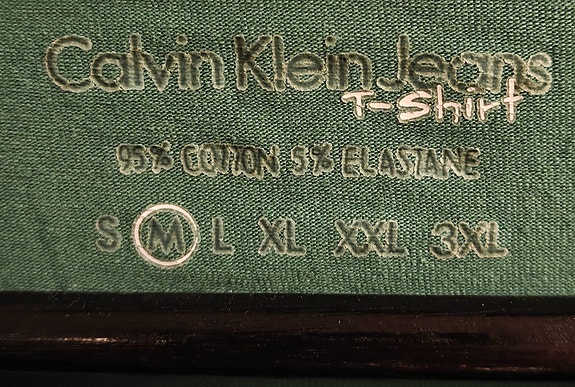 Calvin Klein Jeans
T-Shirt
95% COTTON 5% ELASTANE
S M L XL XXL 3XL